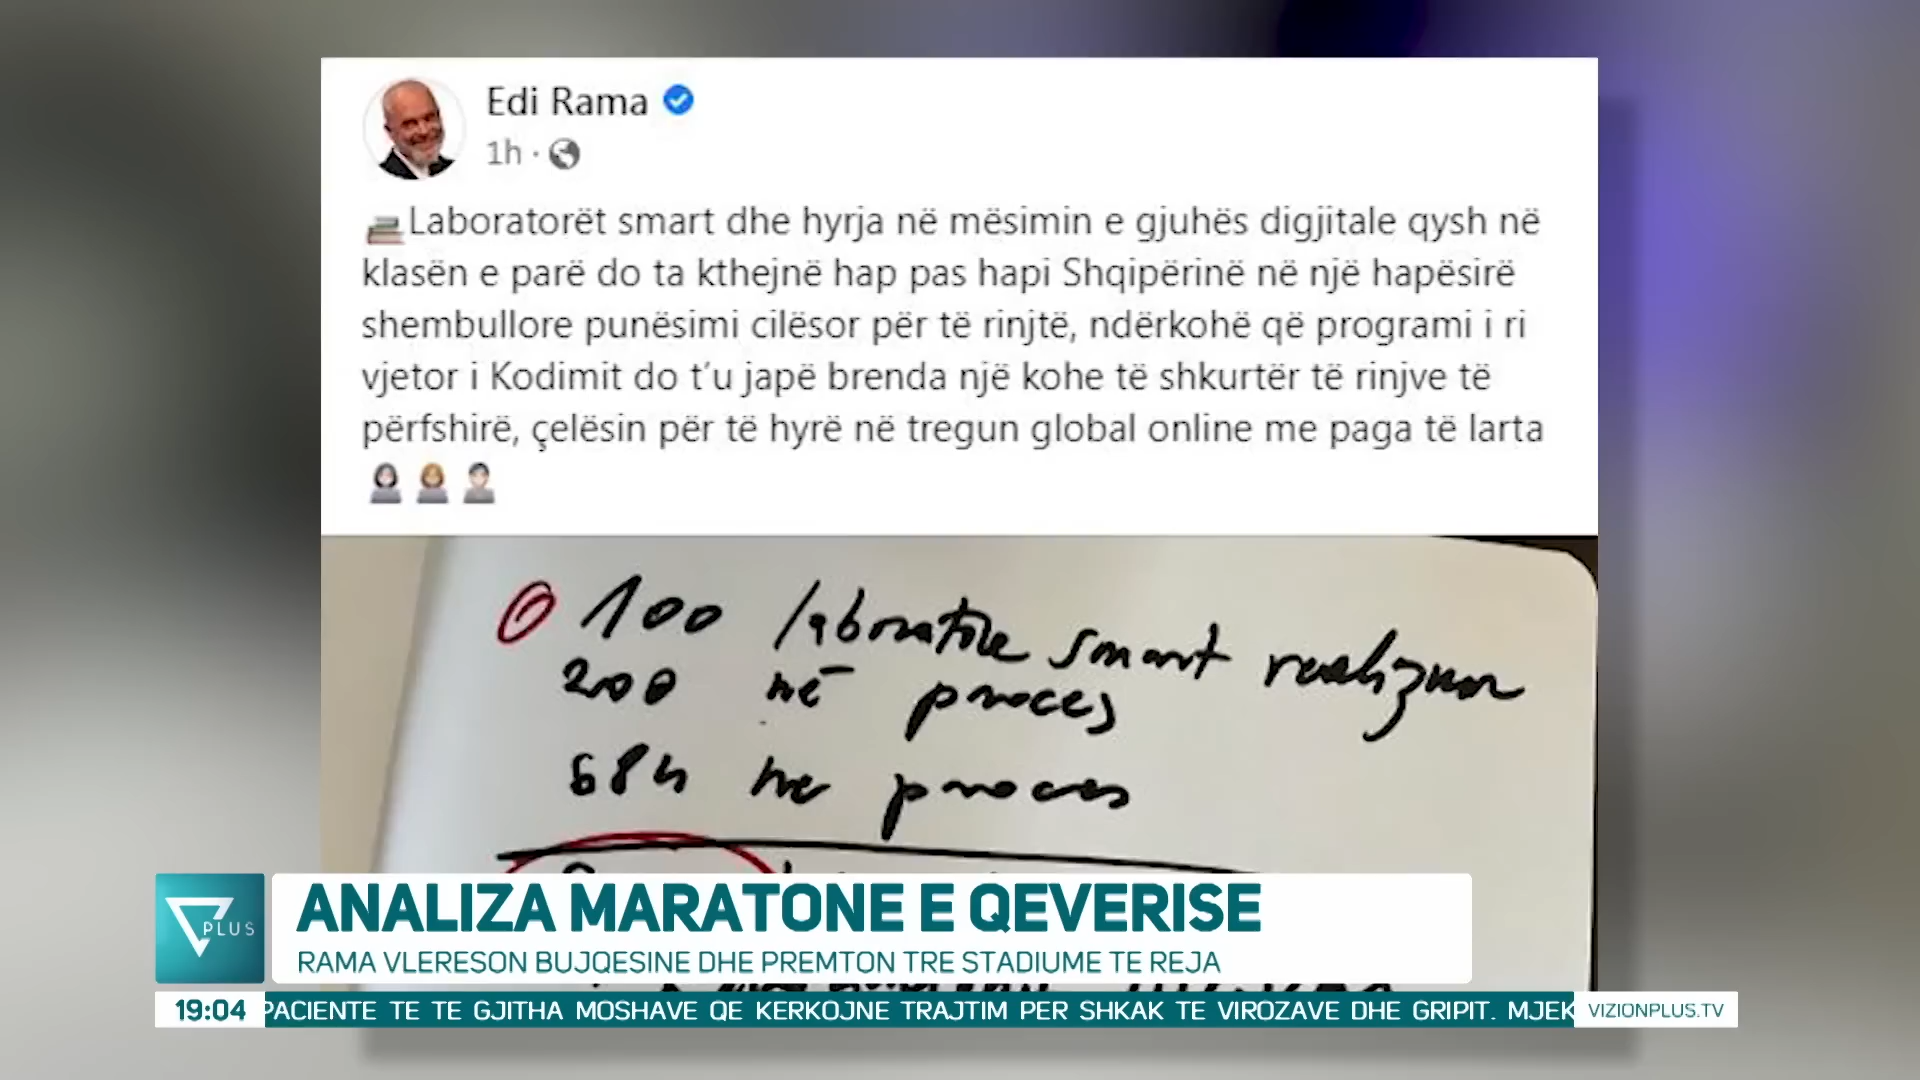 Edi Rama
1h ·
Laboratorët smart dhe hyrja në mësimin e gjuhës digjitale qysh në
klasën e parë do ta kthejnë hap pas hapi Shqipërinë në një hapësirë
shembullore punësimi cilësor për të rinjtë, ndërkohë që programi i ri
vjetor i Kodimit do t'u japë brenda një kohe të shkurtër të rinjve të
përfshirë, çelësin për të hyrë në tregun global online me paga të larta
100 laboratore smart realizuar
200 në proces
684 ne proces
PLUS
ANALIZA MARATONE E QEVERISE
RAMA VLERESON BUJQESINE DHE PREMTON TRE STADIUME TE REJA
19:04 PACIENTE TE TE GJITHA MOSHAVE QE KERKOJNE TRAJTIM PER SHKAK TE VIROZAVE DHE GRIPIT. MJEK VIZIONPLUS.TV